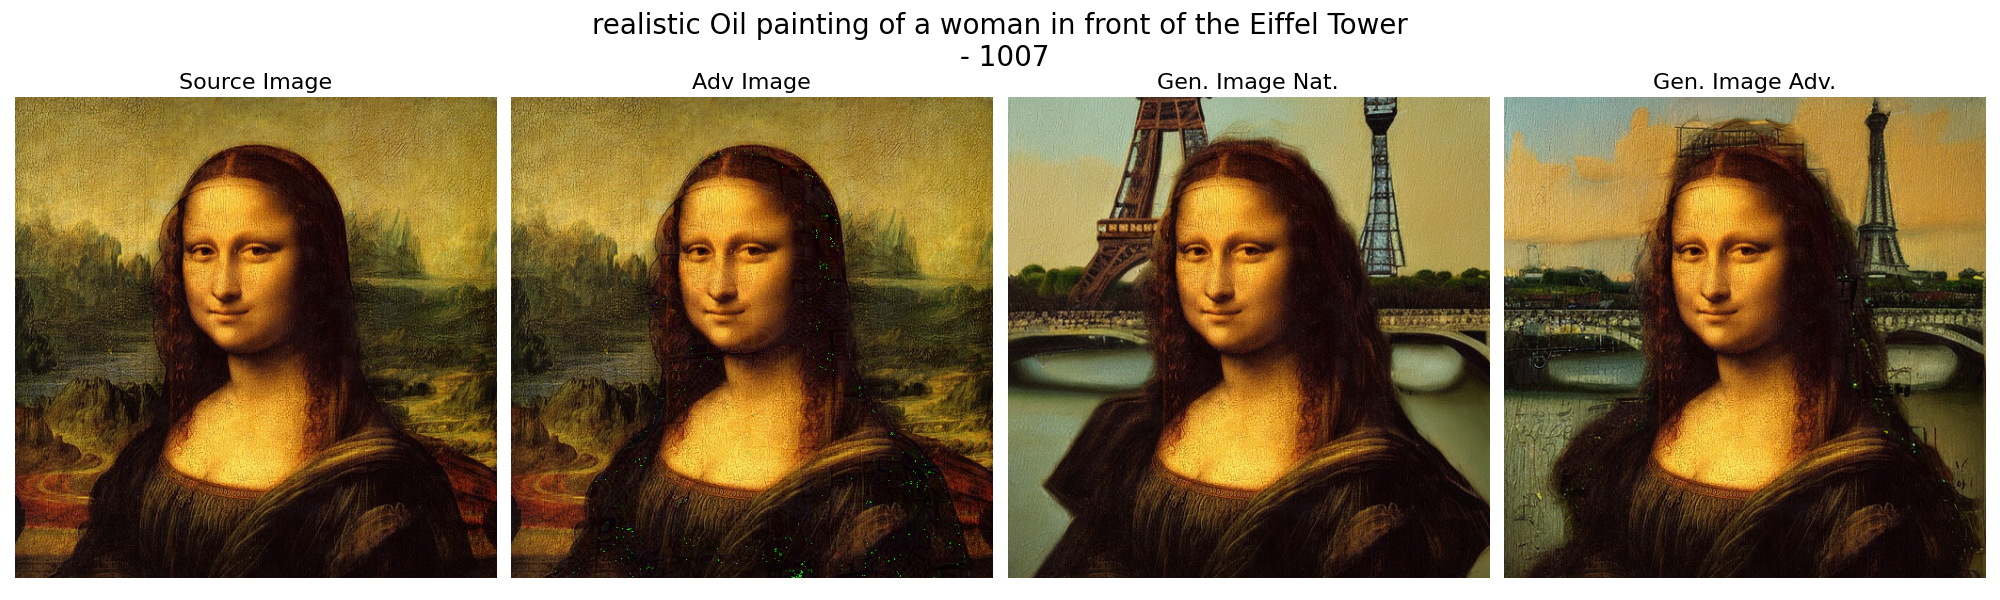 realistic Oil painting of a woman in front of the Eiffel Tower
- 1007
Source Image
Adv Image
Gen. Image Nat.
Gen. Image Adv.